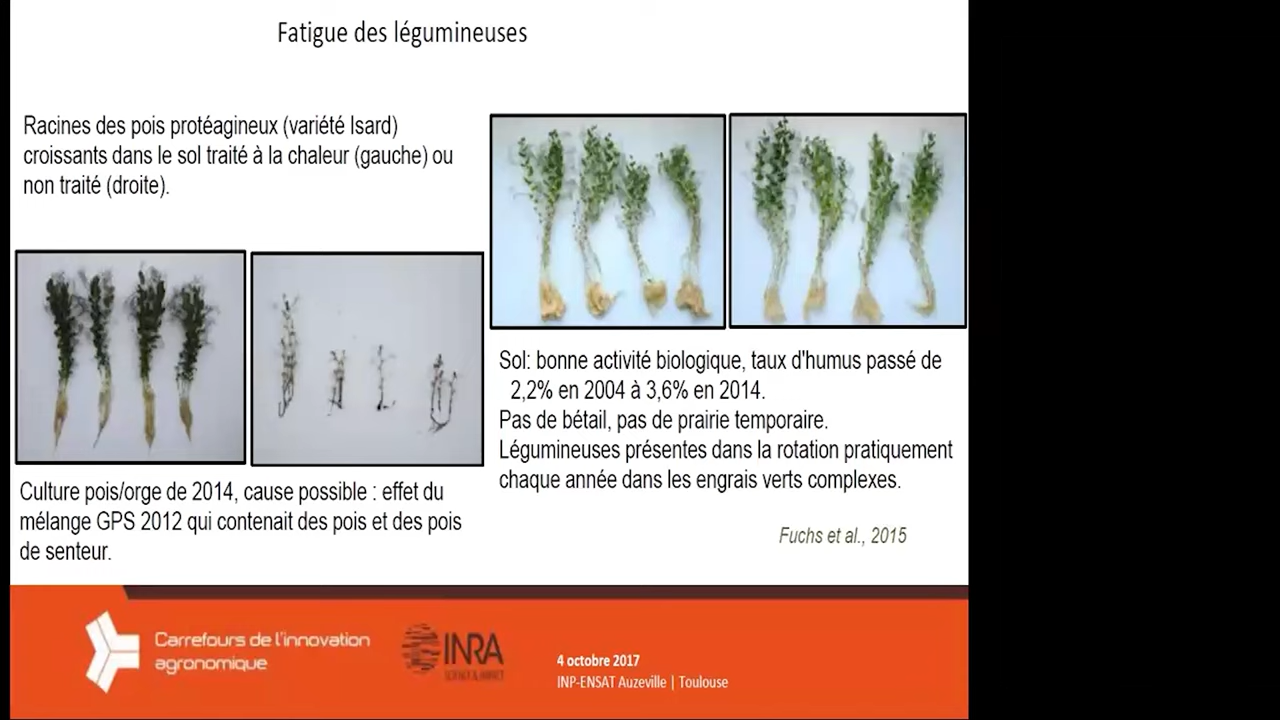 Fatigue des légumineuses
Racines des pois protéagineux (variété Isard)
croissants dans le sol traité à la chaleur (gauche) ou
non traité (droite).
Culture pois/orge de 2014, cause possible : effet du
mélange GPS 2012 qui contenait des pois et des pois
de senteur.
Sol: bonne activité biologique, taux d'humus passé de
2,2% en 2004 à 3,6% en 2014.
Pas de bétail, pas de prairie temporaire.
Légumineuses présentes dans la rotation pratiquement
chaque année dans les engrais verts complexes.
Fuchs et al., 2015
Carrefours de l'innovation
agronomique
INRA
SCIENCE & IMPACT
4 octobre 2017
INP-ENSAT Auzeville | Toulouse